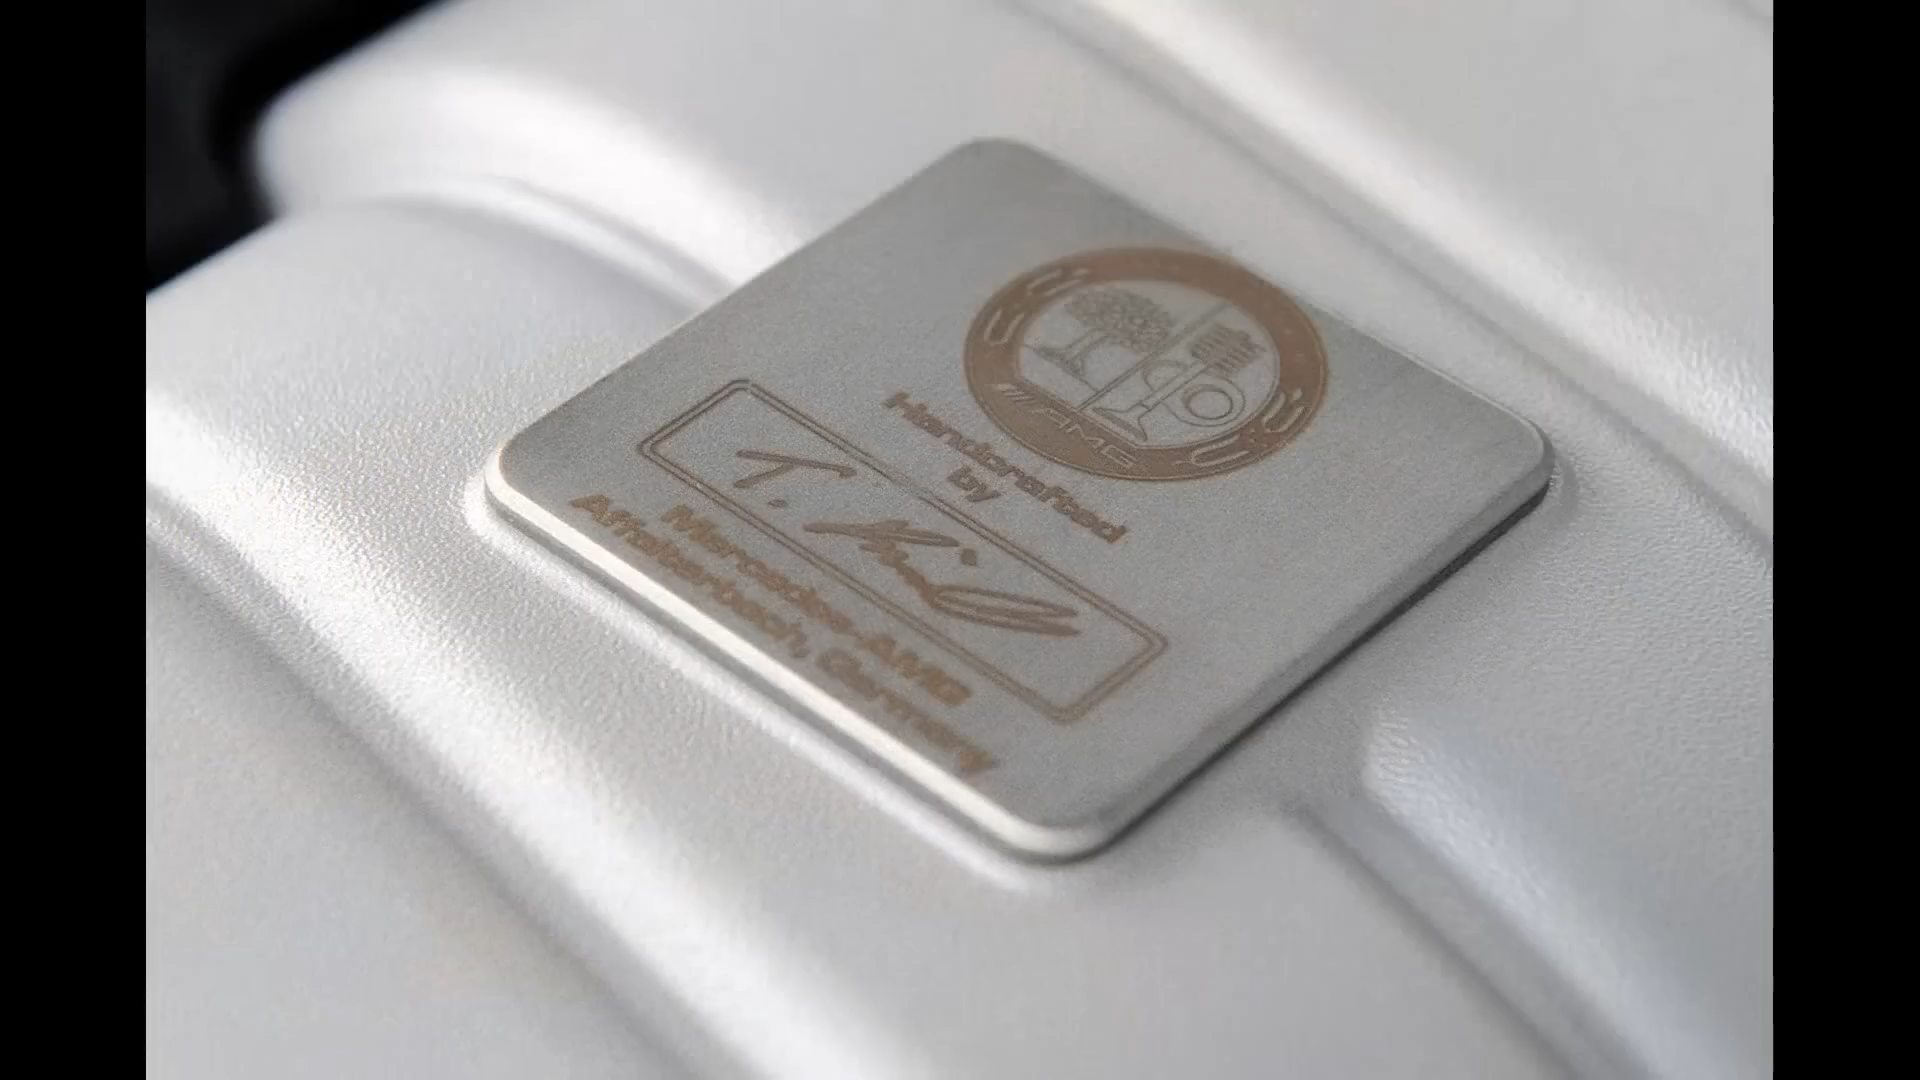 AMG
Handcrafted
by
T.
Mercedes-AMG
Affalterbach, Germany